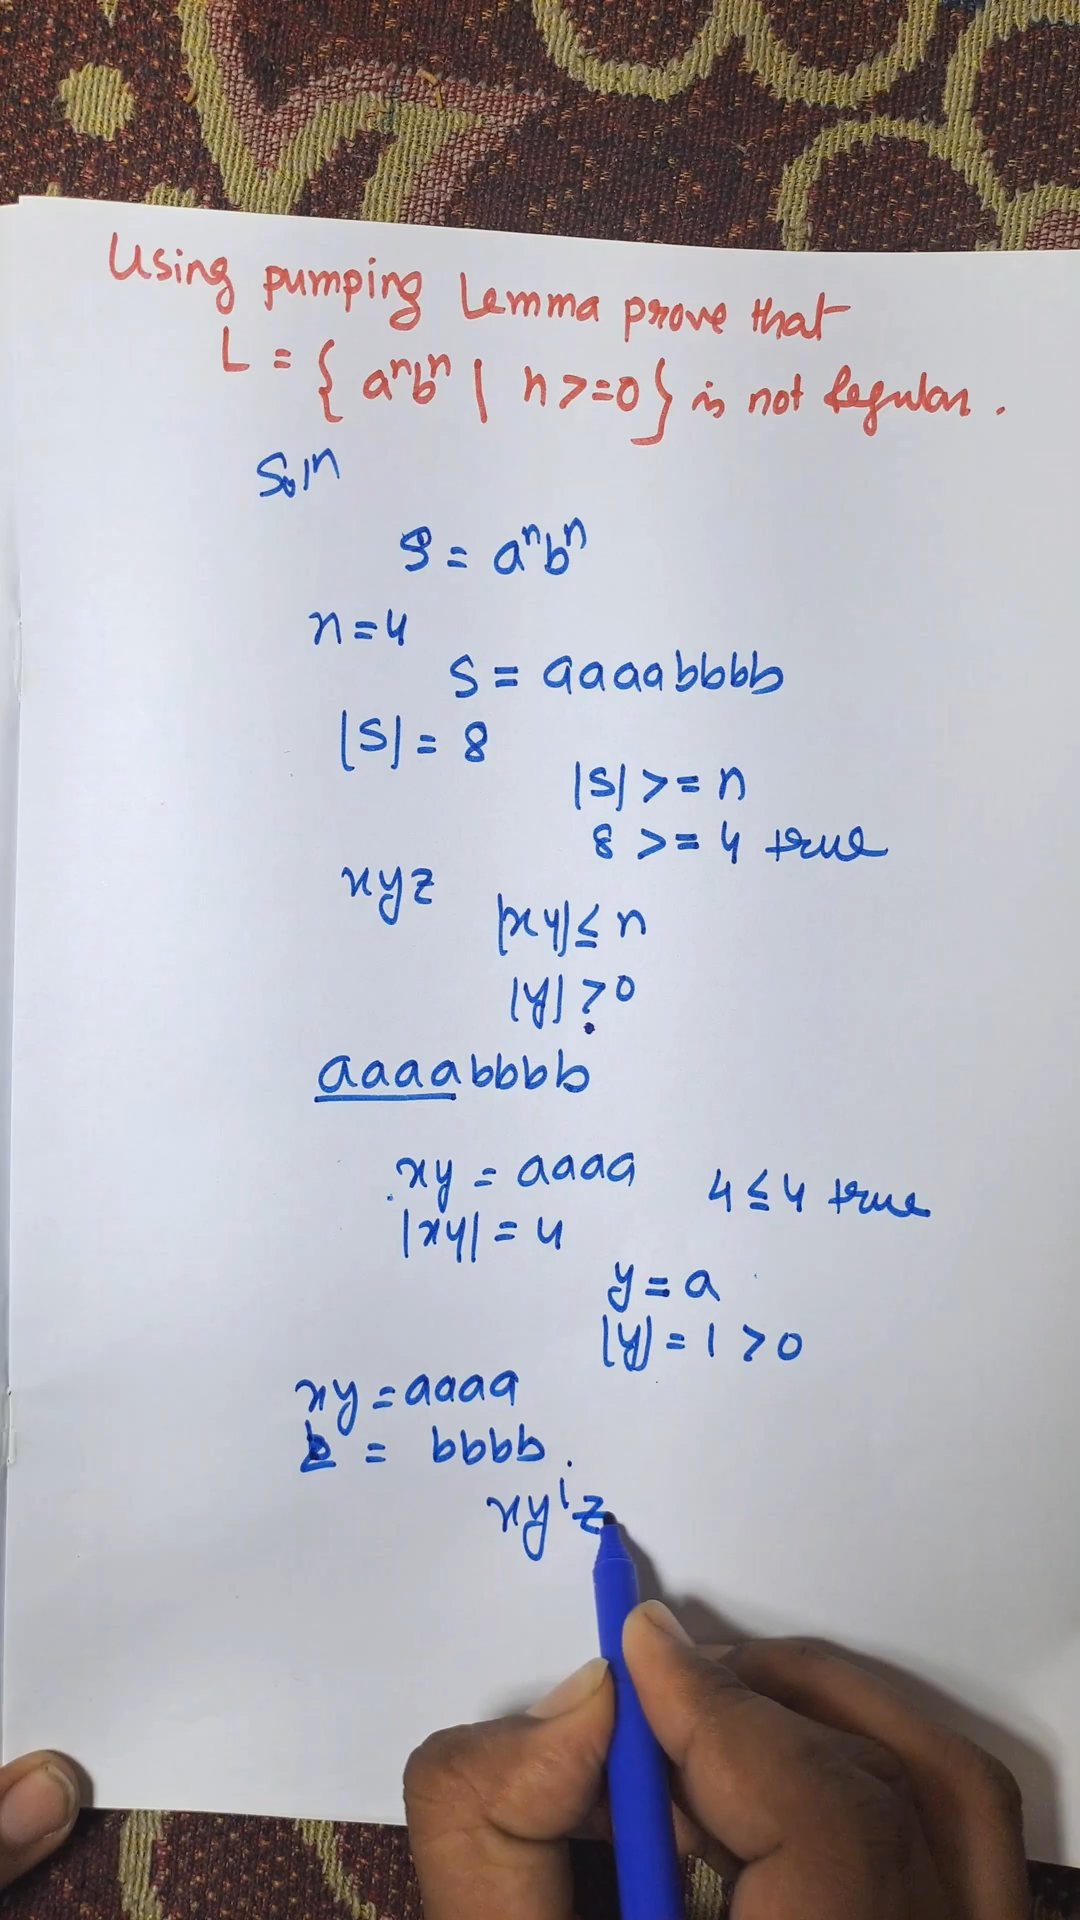 Using pumping Lemma prove that
L = { aⁿbⁿ | n >= 0 } is not Regular.
Solⁿ
S = aⁿbⁿ
n = 4
S = aaaabbbb
|S| = 8
|S| >= n
8 >= 4 true
xyz
|xy| ≤ n
|y| > 0
aaaabbbb
xy = aaaa
4 ≤ 4 true
|xy| = 4
y = a
|y| = 1 > 0
xy = aaaa
z = bbbb
xyⁱz